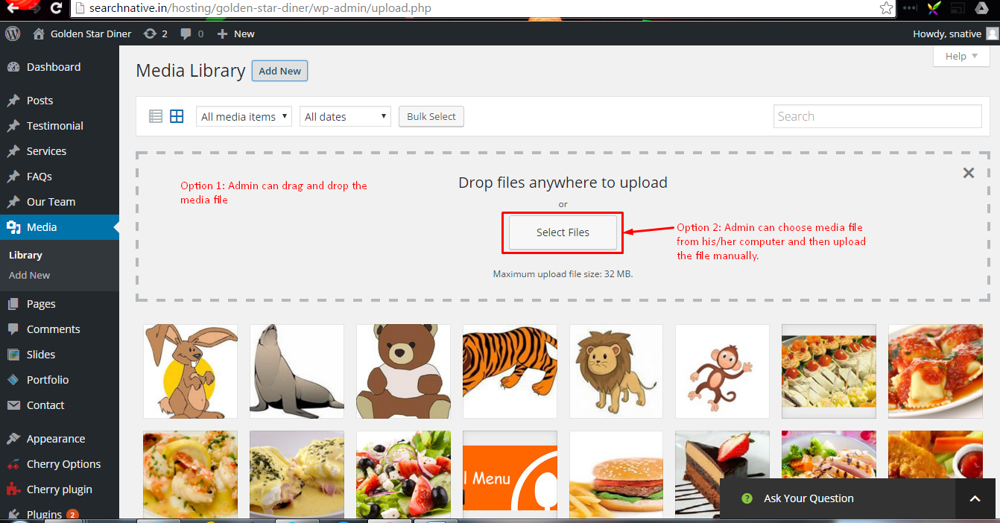 searchnative.in/hosting/golden-star-diner/wp-admin/upload.php
Golden Star Diner 2 0 + New
Howdy, snative
Dashboard
Posts
Testimonial
Services
FAQs
Our Team
Media
Library
Add New
Pages
Comments
Slides
Portfolio
Contact
Appearance
Cherry Options
Cherry plugin
Plugins 2
Help
Media Library Add New
All media items All dates Bulk Select Search
Option 1: Admin can drag and drop the
media file
Drop files anywhere to upload
or
Select Files
Maximum upload file size: 32 MB.
Option 2: Admin can choose media file
from his/her computer and then upload
the file manually.
l Menu
Ask Your Question